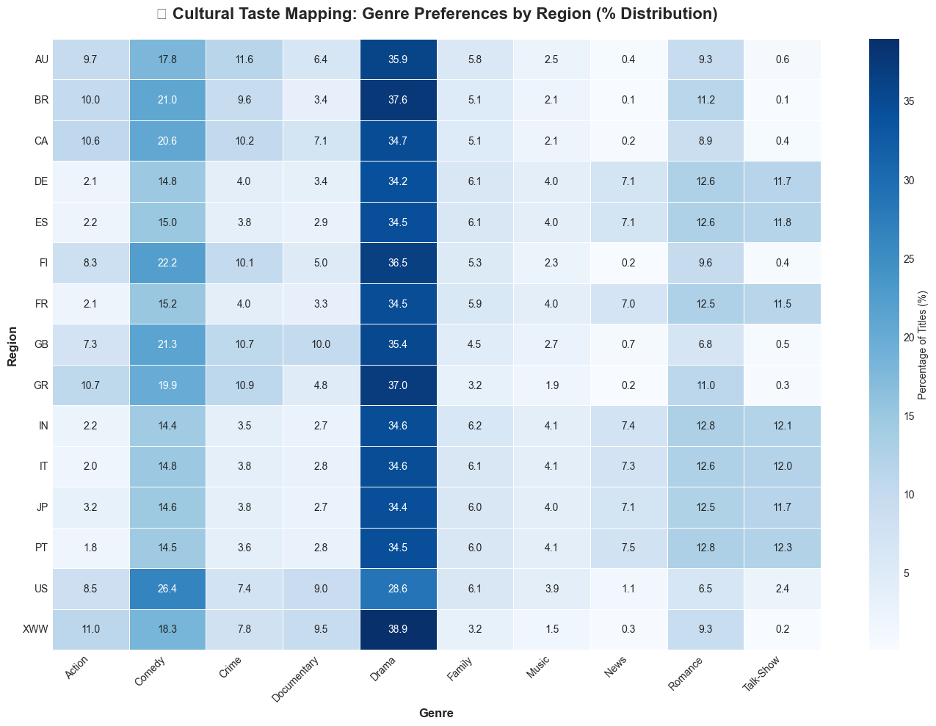 Cultural Taste Mapping: Genre Preferences by Region (% Distribution)
AU 9.7 17.8 11.6 6.4 35.9 5.8 2.5 0.4 9.3 0.6
BR 10.0 21.0 9.6 3.4 37.6 5.1 2.1 0.1 11.2 0.1
CA 10.6 20.6 10.2 7.1 34.7 5.1 2.1 0.2 8.9 0.4
DE 2.1 14.8 4.0 3.4 34.2 6.1 4.0 7.1 12.6 11.7
ES 2.2 15.0 3.8 2.9 34.5 6.1 4.0 7.1 12.6 11.8
FI 8.3 22.2 10.1 5.0 36.5 5.3 2.3 0.2 9.6 0.4
FR 2.1 15.2 4.0 3.3 34.5 5.9 4.0 7.0 12.5 11.5
GB 7.3 21.3 10.7 10.0 35.4 4.5 2.7 0.7 6.8 0.5
GR 10.7 19.9 10.9 4.8 37.0 3.2 1.9 0.2 11.0 0.3
IN 2.2 14.4 3.5 2.7 34.6 6.2 4.1 7.4 12.8 12.1
IT 2.0 14.8 3.8 2.8 34.6 6.1 4.1 7.3 12.6 12.0
JP 3.2 14.6 3.8 2.7 34.4 6.0 4.0 7.1 12.5 11.7
PT 1.8 14.5 3.6 2.8 34.5 6.0 4.1 7.5 12.8 12.3
US 8.5 26.4 7.4 9.0 28.6 6.1 3.9 1.1 6.5 2.4
XWW 11.0 18.3 7.8 9.5 38.9 3.2 1.5 0.3 9.3 0.2
Action Comedy Crime Documentary Drama Family Music News Romance Talk-Show
Genre
Region
35
30
25
20
15
10
5
Percentage of Titles (%)